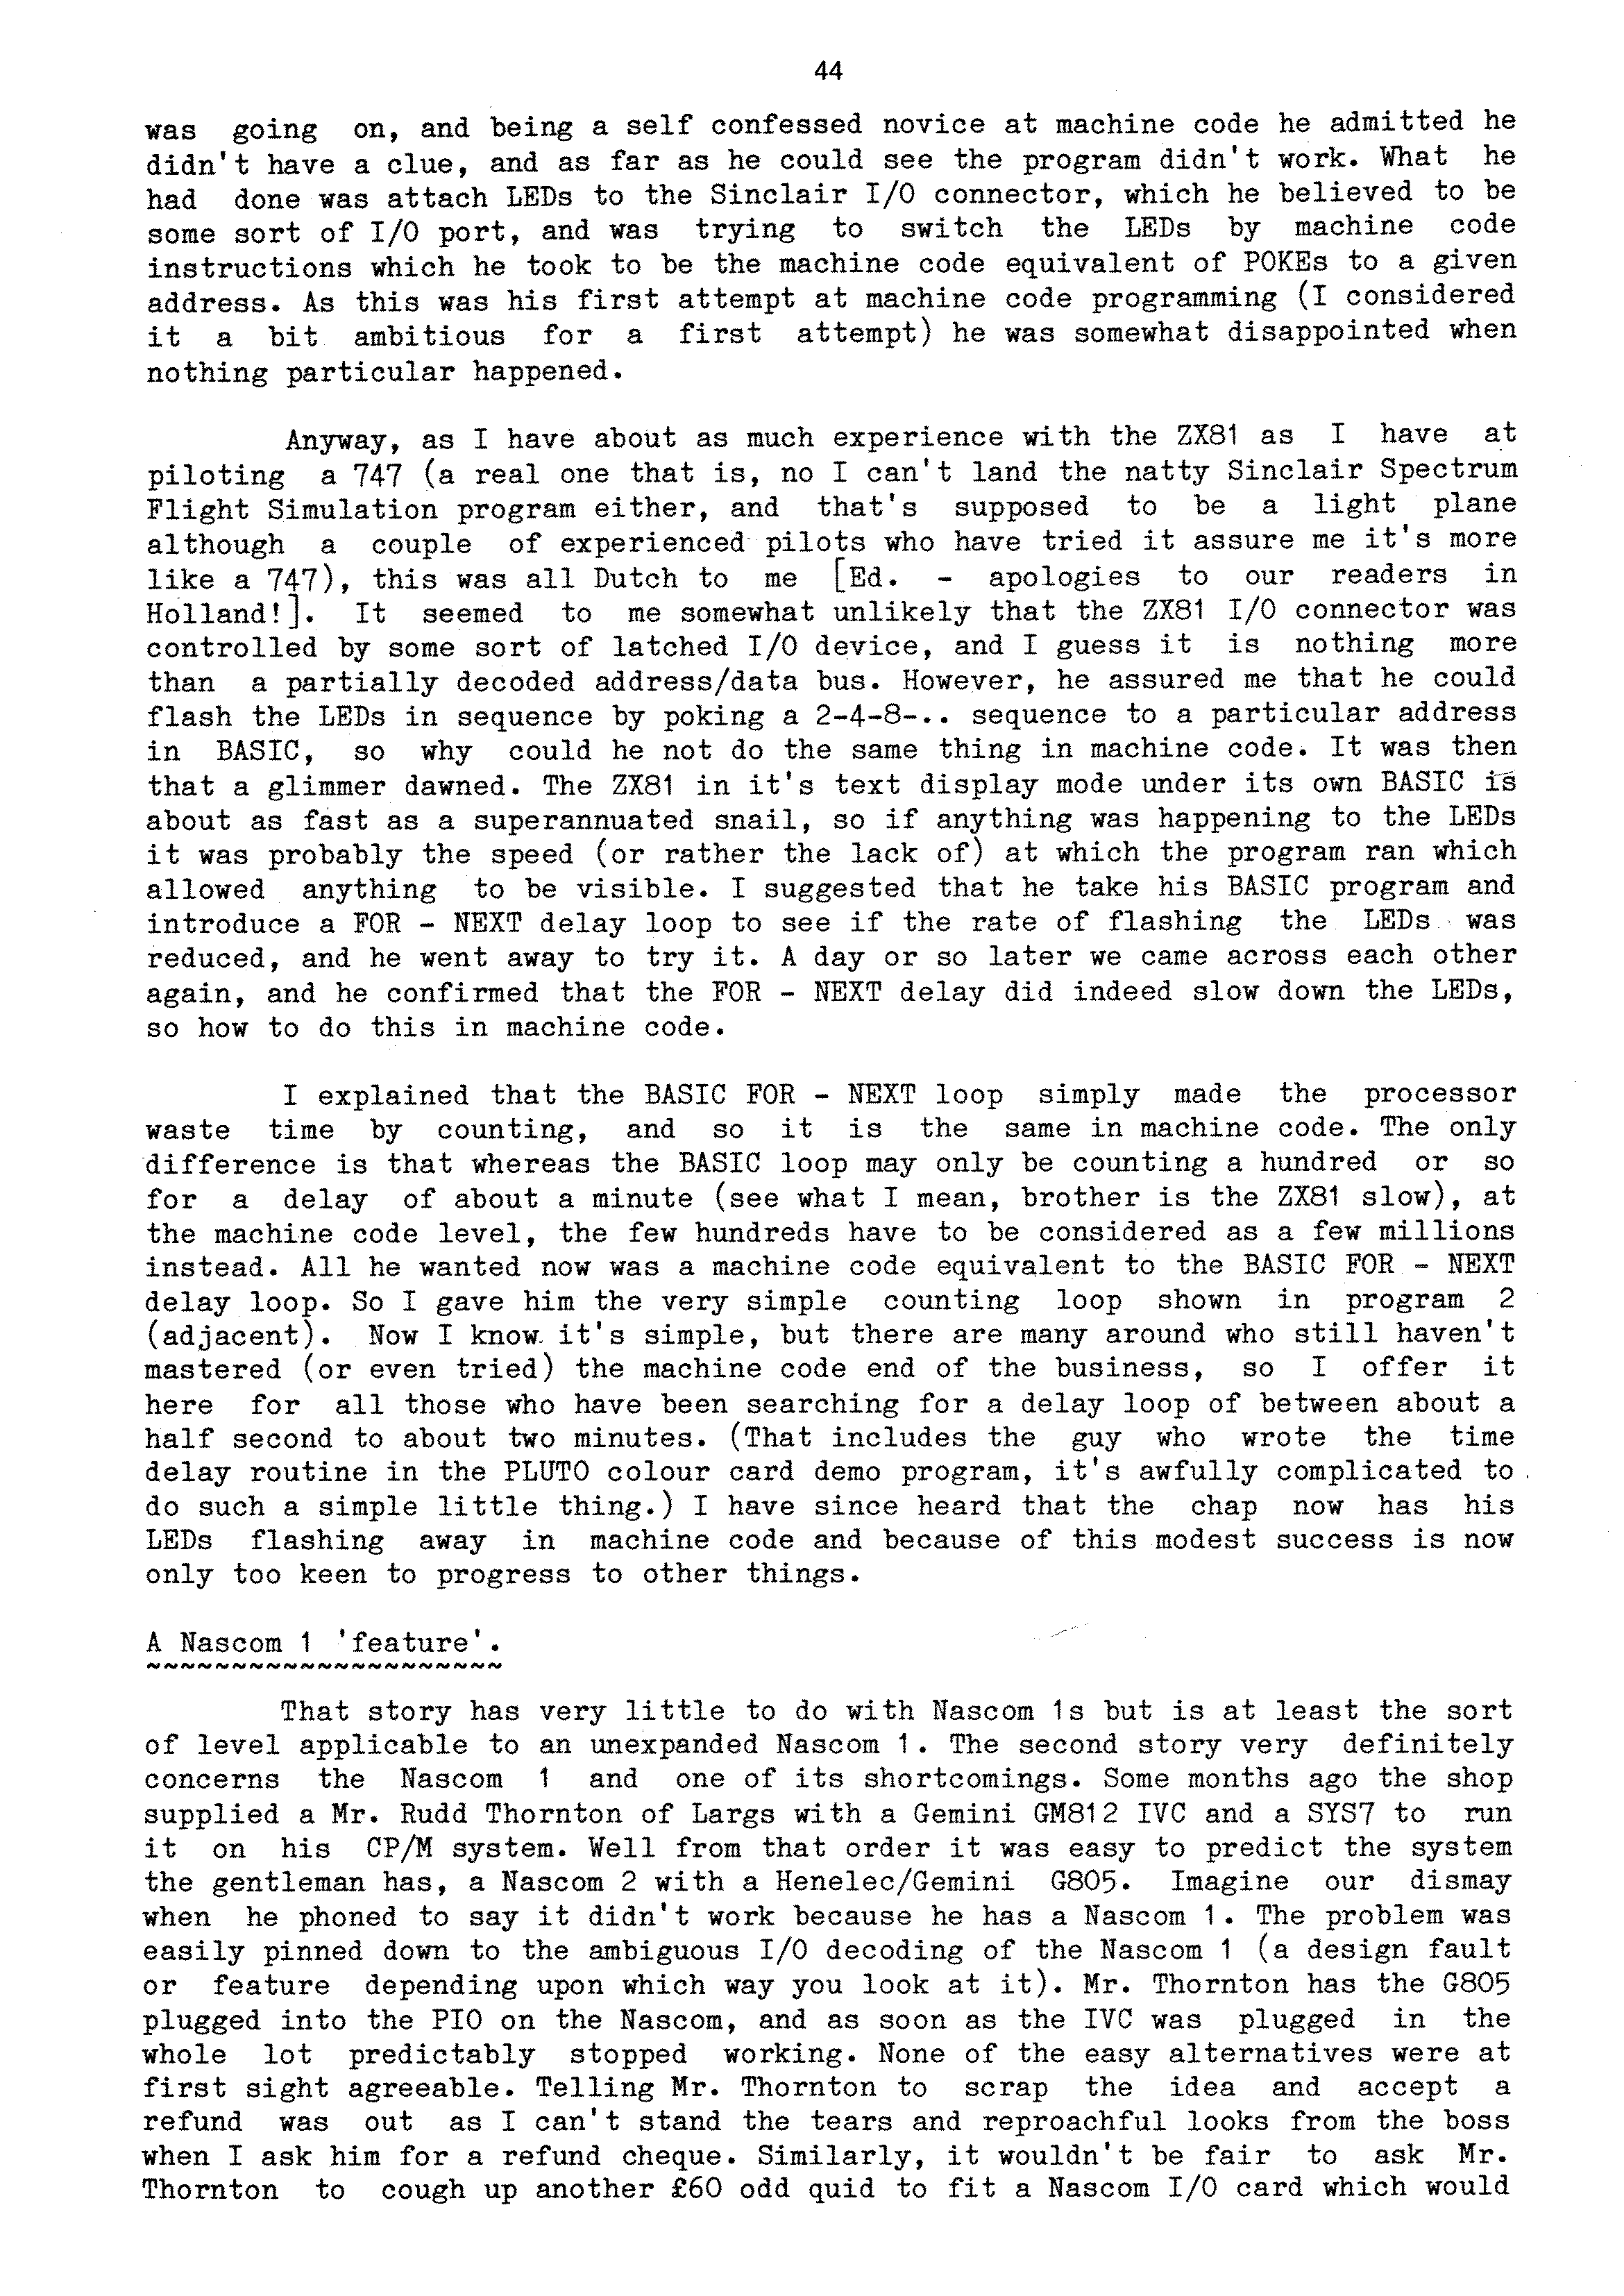 44
was going on, and being a self confessed novice at machine code he admitted he
didn't have a clue, and as far as he could see the program didn't work. What he
had done was attach LEDs to the Sinclair I/O connector, which he believed to be
some sort of I/O port, and was trying to switch the LEDs by machine code
instructions which he took to be the machine code equivalent of POKEs to a given
address. As this was his first attempt at machine code programming (I considered
it a bit ambitious for a first attempt) he was somewhat disappointed when
nothing particular happened.
Anyway, as I have about as much experience with the ZX81 as I have at
piloting a 747 (a real one that is, no I can't land the natty Sinclair Spectrum
Flight Simulation program either, and that's supposed to be a light plane
although a couple of experienced pilots who have tried it assure me it's more
like a 747), this was all Dutch to me [Ed. - apologies to our readers in
Holland!]. It seemed to me somewhat unlikely that the ZX81 I/O connector was
controlled by some sort of latched I/O device, and I guess it is nothing more
than a partially decoded address/data bus. However, he assured me that he could
flash the LEDs in sequence by poking a 2-4-8-.. sequence to a particular address
in BASIC, so why could he not do the same thing in machine code. It was then
that a glimmer dawned. The ZX81 in it's text display mode under its own BASIC is
about as fast as a superannuated snail, so if anything was happening to the LEDs
it was probably the speed (or rather the lack of) at which the program ran which
allowed anything to be visible. I suggested that he take his BASIC program and
introduce a FOR - NEXT delay loop to see if the rate of flashing the LEDs was
reduced, and he went away to try it. A day or so later we came across each other
again, and he confirmed that the FOR - NEXT delay did indeed slow down the LEDs,
so how to do this in machine code.
I explained that the BASIC FOR - NEXT loop simply made the processor
waste time by counting, and so it is the same in machine code. The only
difference is that whereas the BASIC loop may only be counting a hundred or so
for a delay of about a minute (see what I mean, brother is the ZX81 slow), at
the machine code level, the few hundreds have to be considered as a few millions
instead. All he wanted now was a machine code equivalent to the BASIC FOR - NEXT
delay loop. So I gave him the very simple counting loop shown in program 2
(adjacent). Now I know it's simple, but there are many around who still haven't
mastered (or even tried) the machine code end of the business, so I offer it
here for all those who have been searching for a delay loop of between about a
half second to about two minutes. (That includes the guy who wrote the time
delay routine in the PLUTO colour card demo program, it's awfully complicated to
do such a simple little thing.) I have since heard that the chap now has his
LEDs flashing away in machine code and because of this modest success is now
only too keen to progress to other things.
A Nascom 1 'feature'.
~~~~~~~~~~~~~~~~~~~~~
That story has very little to do with Nascom 1s but is at least the sort
of level applicable to an unexpanded Nascom 1. The second story very definitely
concerns the Nascom 1 and one of its shortcomings. Some months ago the shop
supplied a Mr. Rudd Thornton of Largs with a Gemini GM812 IVC and a SYS7 to run
it on his CP/M system. Well from that order it was easy to predict the system
the gentleman has, a Nascom 2 with a Henelec/Gemini G805. Imagine our dismay
when he phoned to say it didn't work because he has a Nascom 1. The problem was
easily pinned down to the ambiguous I/O decoding of the Nascom 1 (a design fault
or feature depending upon which way you look at it). Mr. Thornton has the G805
plugged into the PIO on the Nascom, and as soon as the IVC was plugged in the
whole lot predictably stopped working. None of the easy alternatives were at
first sight agreeable. Telling Mr. Thornton to scrap the idea and accept a
refund was out as I can't stand the tears and reproachful looks from the boss
when I ask him for a refund cheque. Similarly, it wouldn't be fair to ask Mr.
Thornton to cough up another £60 odd quid to fit a Nascom I/O card which would